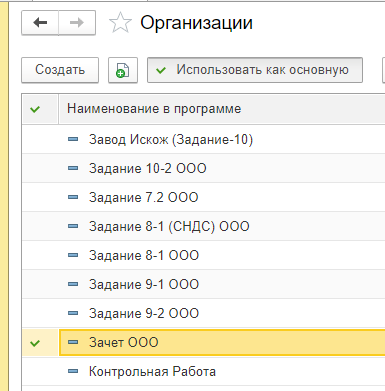 Организации
Создать
Использовать как основную
Наименование в программе
Завод Искож (Задание-10)
Задание 10-2 ООО
Задание 7.2 ООО
Задание 8-1 (СНДС) ООО
Задание 8-1 ООО
Задание 9-1 ООО
Задание 9-2 ООО
Зачет ООО
Контрольная Работа